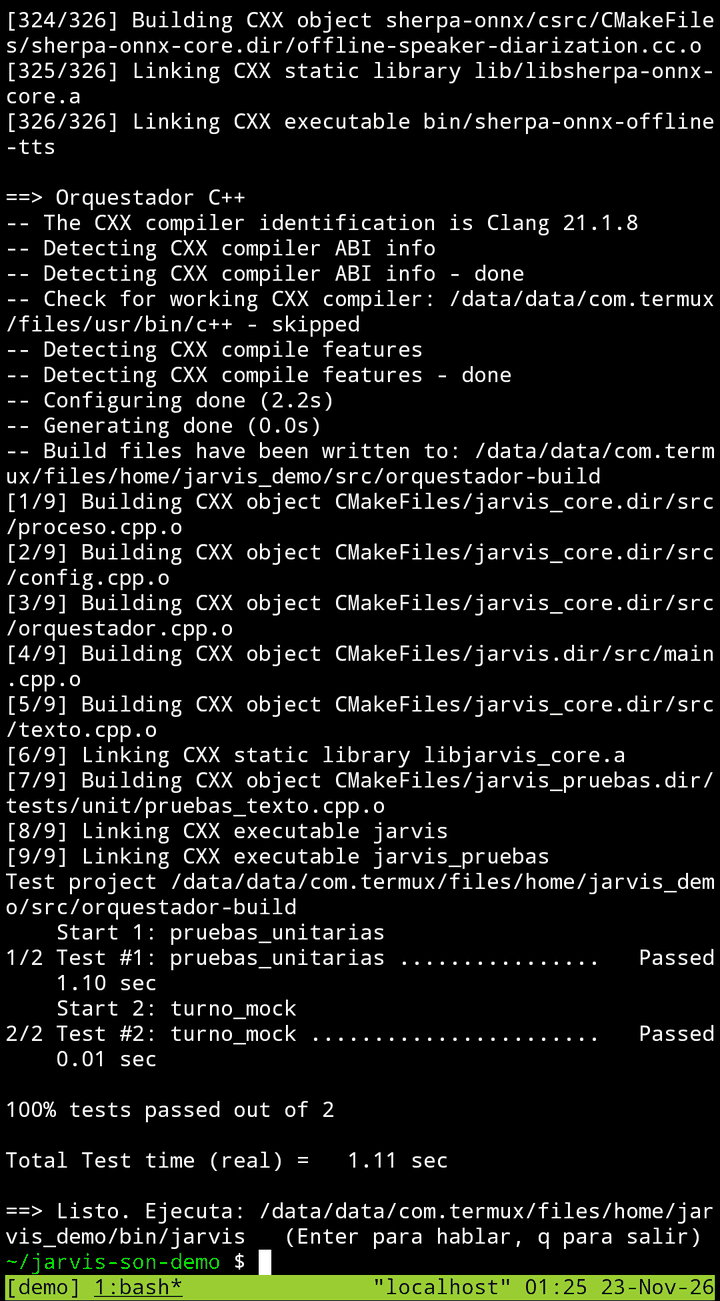 [324/326] Building CXX object sherpa-onnx/csrc/CMakeFile
s/sherpa-onnx-core.dir/offline-speaker-diarization.cc.o
[325/326] Linking CXX static library lib/libsherpa-onnx-
core.a
[326/326] Linking CXX executable bin/sherpa-onnx-offline
-tts

==> Orquestador C++
-- The CXX compiler identification is Clang 21.1.8
-- Detecting CXX compiler ABI info
-- Detecting CXX compiler ABI info - done
-- Check for working CXX compiler: /data/data/com.termux
/files/usr/bin/c++ - skipped
-- Detecting CXX compile features
-- Detecting CXX compile features - done
-- Configuring done (2.2s)
-- Generating done (0.0s)
-- Build files have been written to: /data/data/com.term
ux/files/home/jarvis_demo/src/orquestador-build
[1/9] Building CXX object CMakeFiles/jarvis_core.dir/src
/proceso.cpp.o
[2/9] Building CXX object CMakeFiles/jarvis_core.dir/src
/config.cpp.o
[3/9] Building CXX object CMakeFiles/jarvis_core.dir/src
/orquestador.cpp.o
[4/9] Building CXX object CMakeFiles/jarvis.dir/src/main
.cpp.o
[5/9] Building CXX object CMakeFiles/jarvis_core.dir/src
/texto.cpp.o
[6/9] Linking CXX static library libjarvis_core.a
[7/9] Building CXX object CMakeFiles/jarvis_pruebas.dir/
tests/unit/pruebas_texto.cpp.o
[8/9] Linking CXX executable jarvis
[9/9] Linking CXX executable jarvis_pruebas
Test project /data/data/com.termux/files/home/jarvis_dem
o/src/orquestador-build
    Start 1: pruebas_unitarias
1/2 Test #1: pruebas_unitarias ................   Passed
    1.10 sec
    Start 2: turno_mock
2/2 Test #2: turno_mock .......................   Passed
    0.01 sec

100% tests passed out of 2

Total Test time (real) =   1.11 sec

==> Listo. Ejecuta: /data/data/com.termux/files/home/jar
vis_demo/bin/jarvis   (Enter para hablar, q para salir)
~/jarvis-son-demo $
[demo] 1:bash* "localhost" 01:25 23-Nov-26